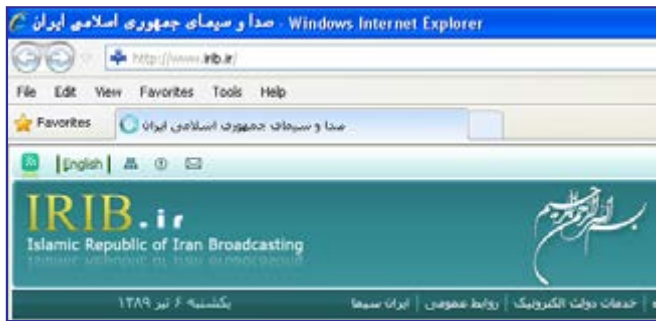 صدا و سیمای جمهوری اسلامی ایران - Windows Internet Explorer
http://www.irib.ir/
File Edit View Favorites Tools Help
Favorites صدا و سیمای جمهوری اسلامی ایران
English
IRIB.ir
Islamic Republic of Iran Broadcasting
یکشنبه ۶ تیر ۱۳۸۹ ایران سیما | روابط عمومی | خدمات دولت الکترونیک |